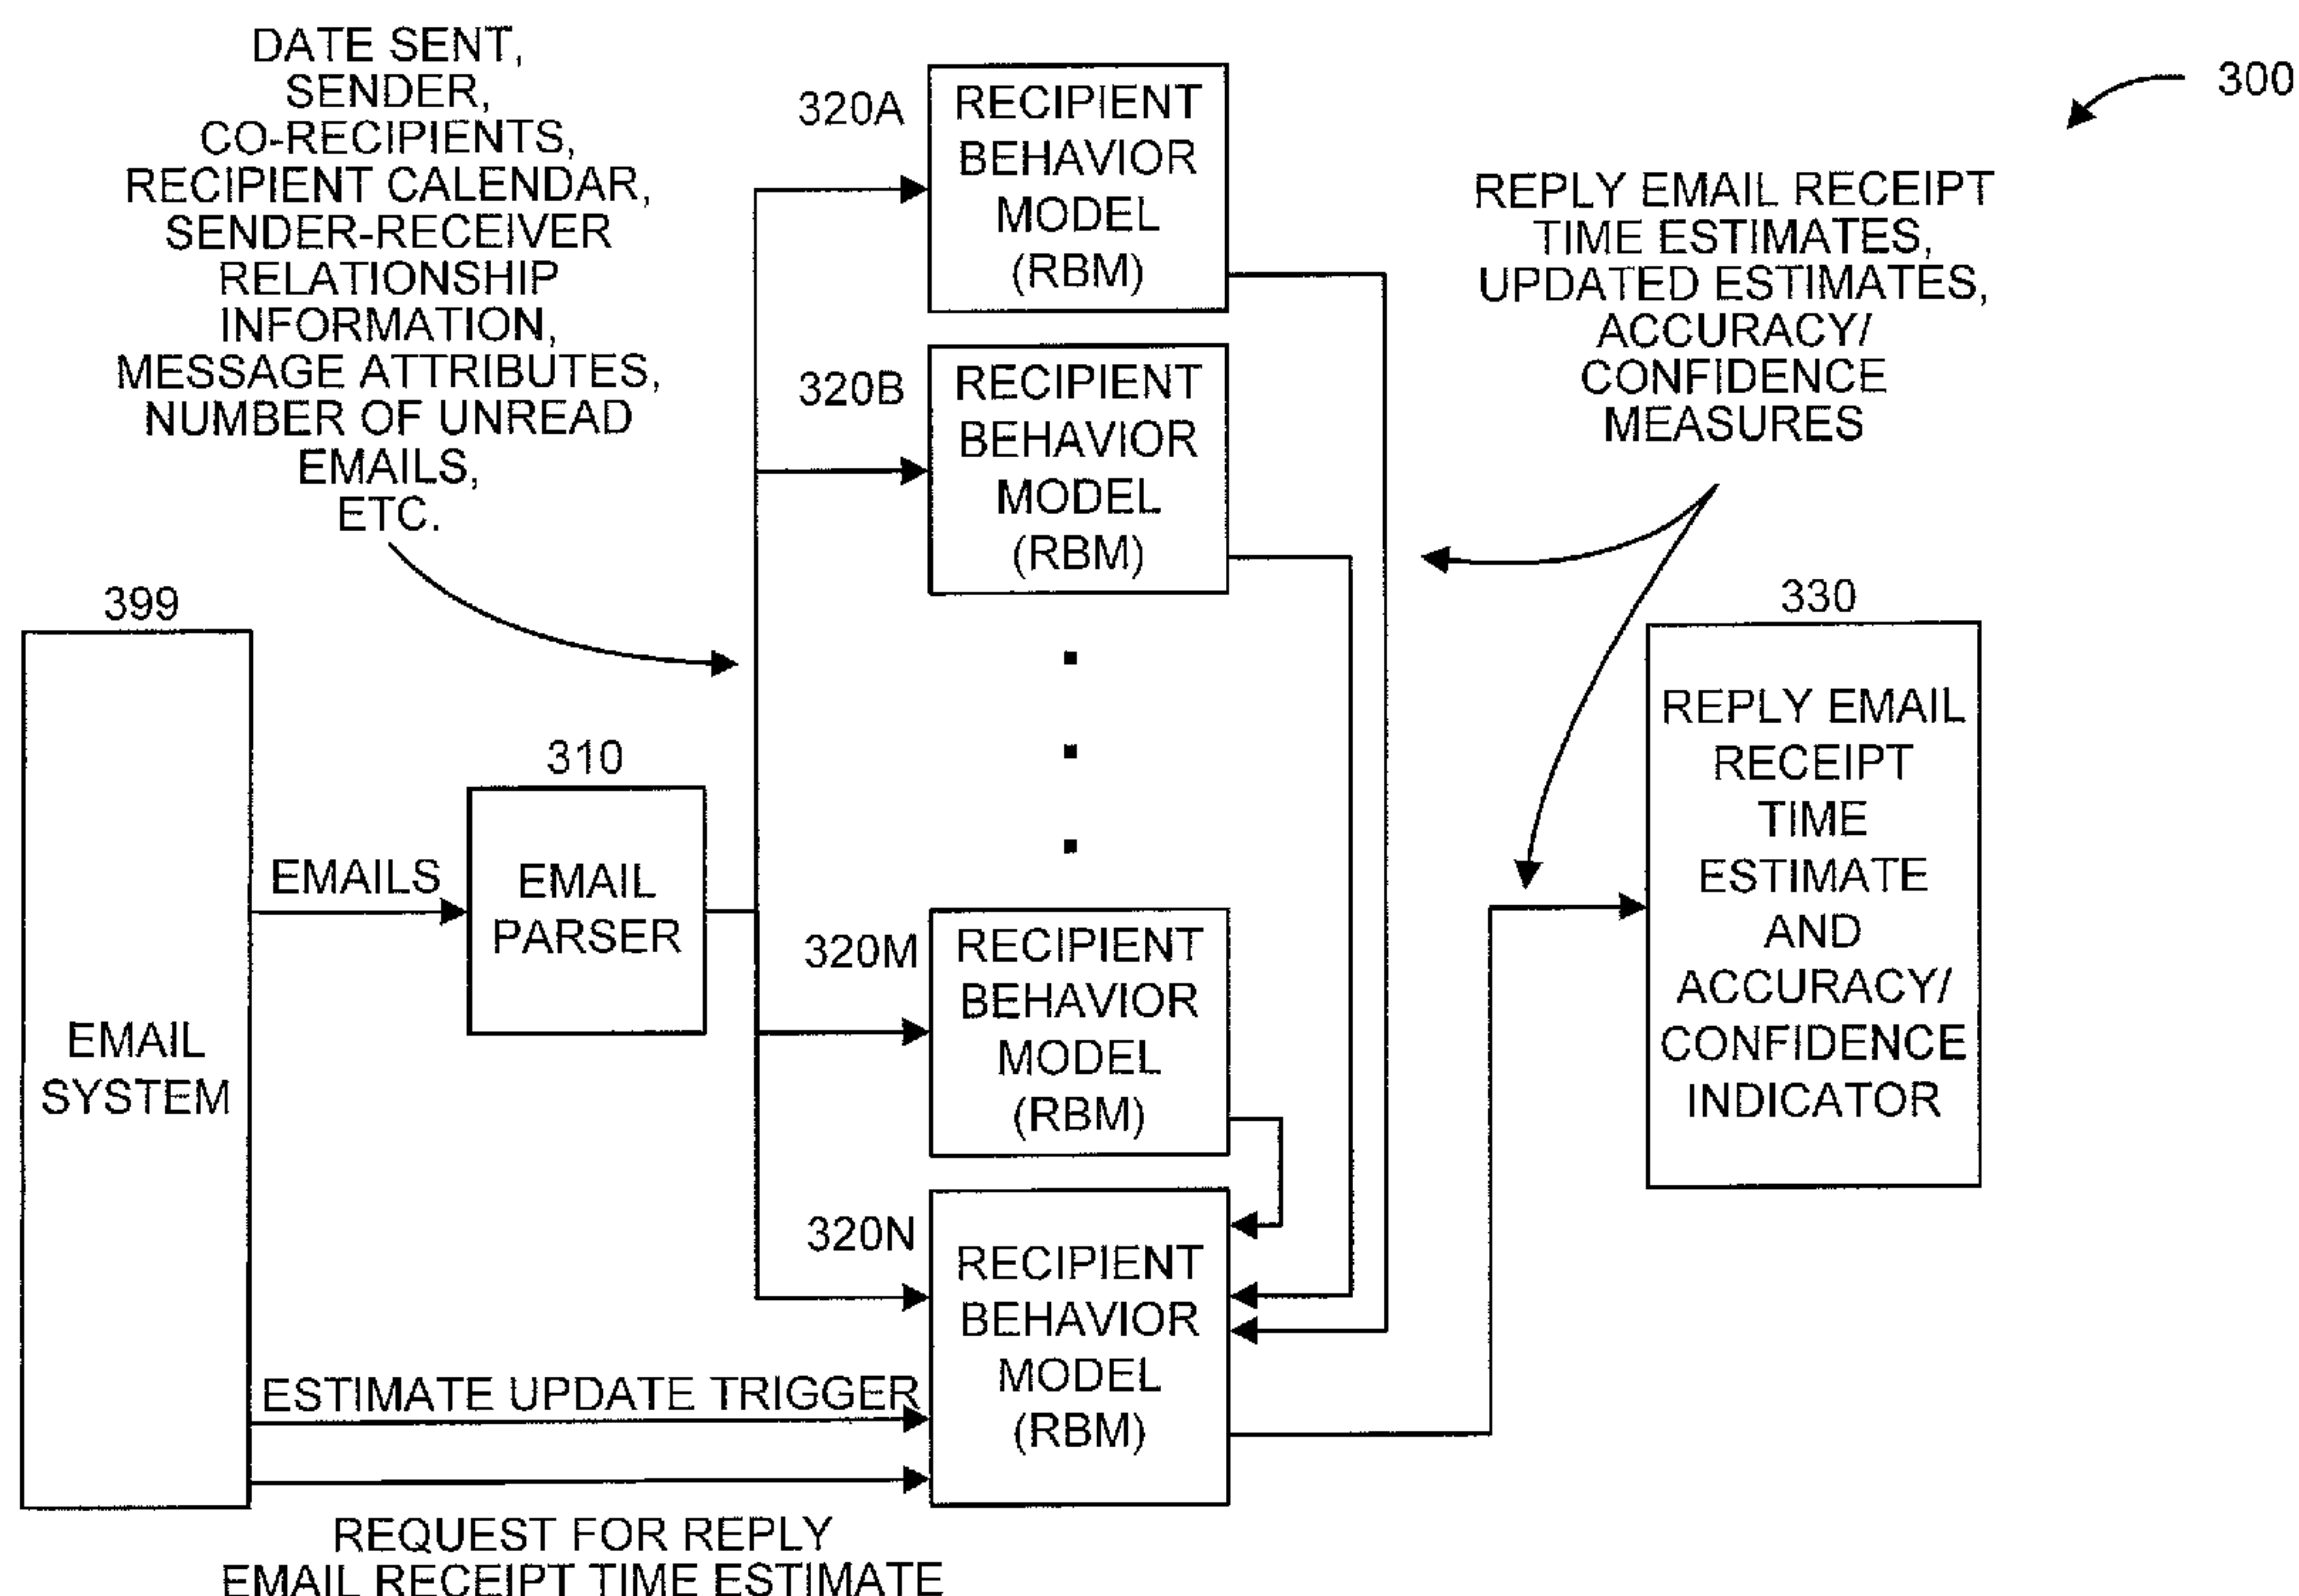 DATE SENT,
SENDER,
CO-RECIPIENTS,
RECIPIENT CALENDAR,
SENDER-RECEIVER
RELATIONSHIP
INFORMATION,
MESSAGE ATTRIBUTES,
NUMBER OF UNREAD
EMAILS,
ETC.
320A
RECIPIENT
BEHAVIOR
MODEL
(RBM)
300
REPLY EMAIL RECEIPT
TIME ESTIMATES,
UPDATED ESTIMATES,
ACCURACY/
CONFIDENCE
MEASURES
320B
RECIPIENT
BEHAVIOR
MODEL
(RBM)
399
EMAIL
SYSTEM
EMAILS
310
EMAIL
PARSER
320M
RECIPIENT
BEHAVIOR
MODEL
(RBM)
330
REPLY EMAIL
RECEIPT
TIME
ESTIMATE
AND
ACCURACY/
CONFIDENCE
INDICATOR
320N
RECIPIENT
BEHAVIOR
MODEL
(RBM)
ESTIMATE UPDATE TRIGGER
REQUEST FOR REPLY
EMAIL RECEIPT TIME ESTIMATE